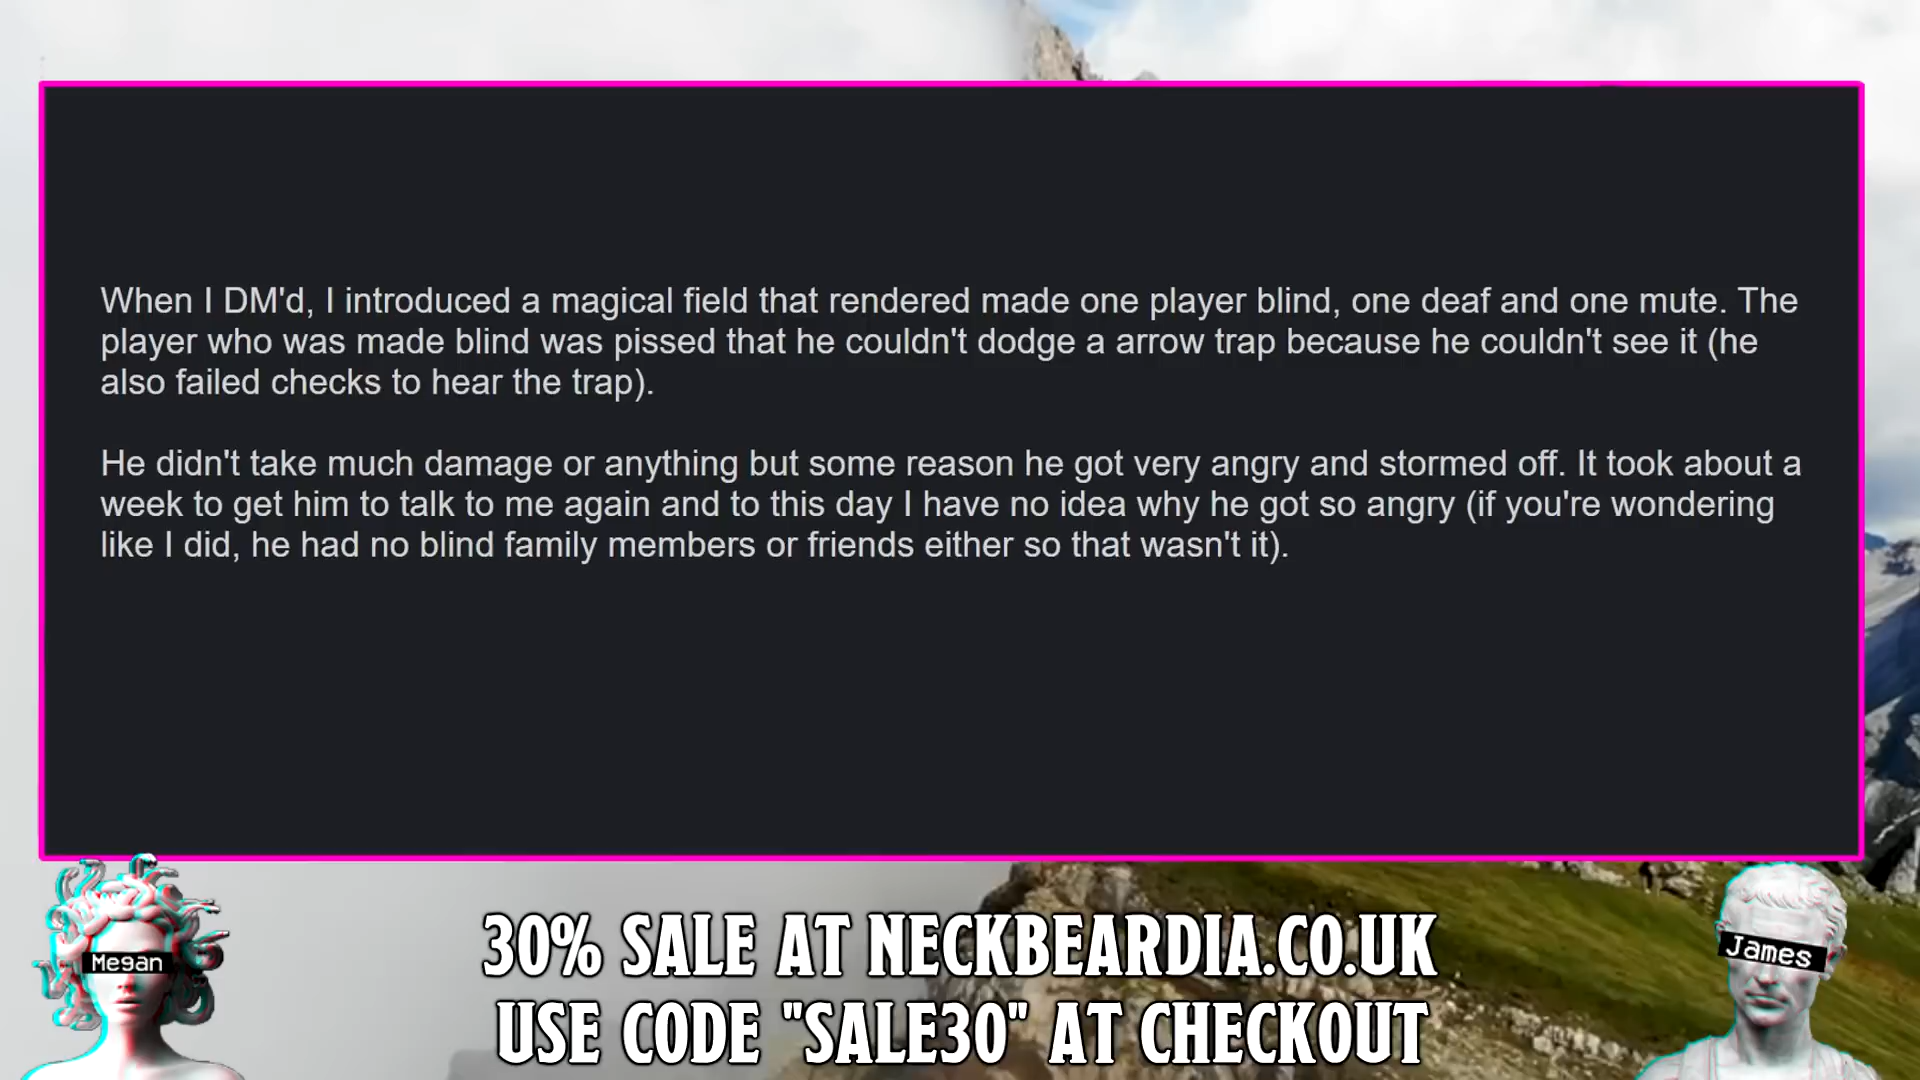 When I DM'd, I introduced a magical field that rendered made one player blind, one deaf and one mute. The
player who was made blind was pissed that he couldn't dodge a arrow trap because he couldn't see it (he
also failed checks to hear the trap).
He didn't take much damage or anything but some reason he got very angry and stormed off. It took about a
week to get him to talk to me again and to this day I have no idea why he got so angry (if you're wondering
like I did, he had no blind family members or friends either so that wasn't it).
Megan
James
30% SALE AT NECKBEARDIA.CO.UK
USE CODE "SALE30" AT CHECKOUT